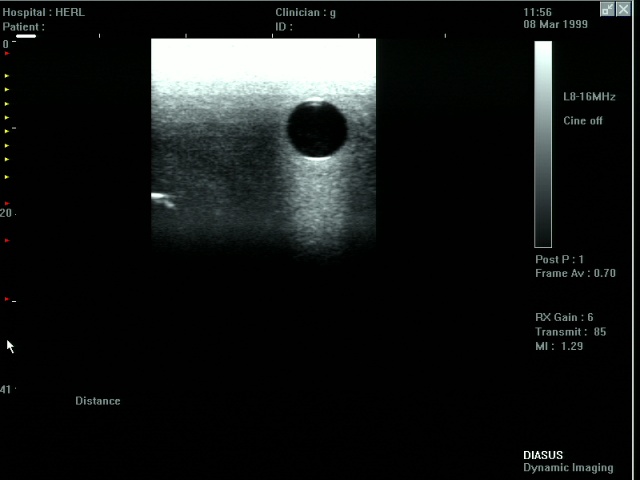 Hospital : HERL
Patient :
Clinician : g
ID :
11:56
08 Mar 1999
0
20
41
L8-16MHz
Cine off
Post P : 1
Frame Av : 0.70
RX Gain : 6
Transmit : 85
MI : 1.29
Distance
DIASUS
Dynamic Imaging